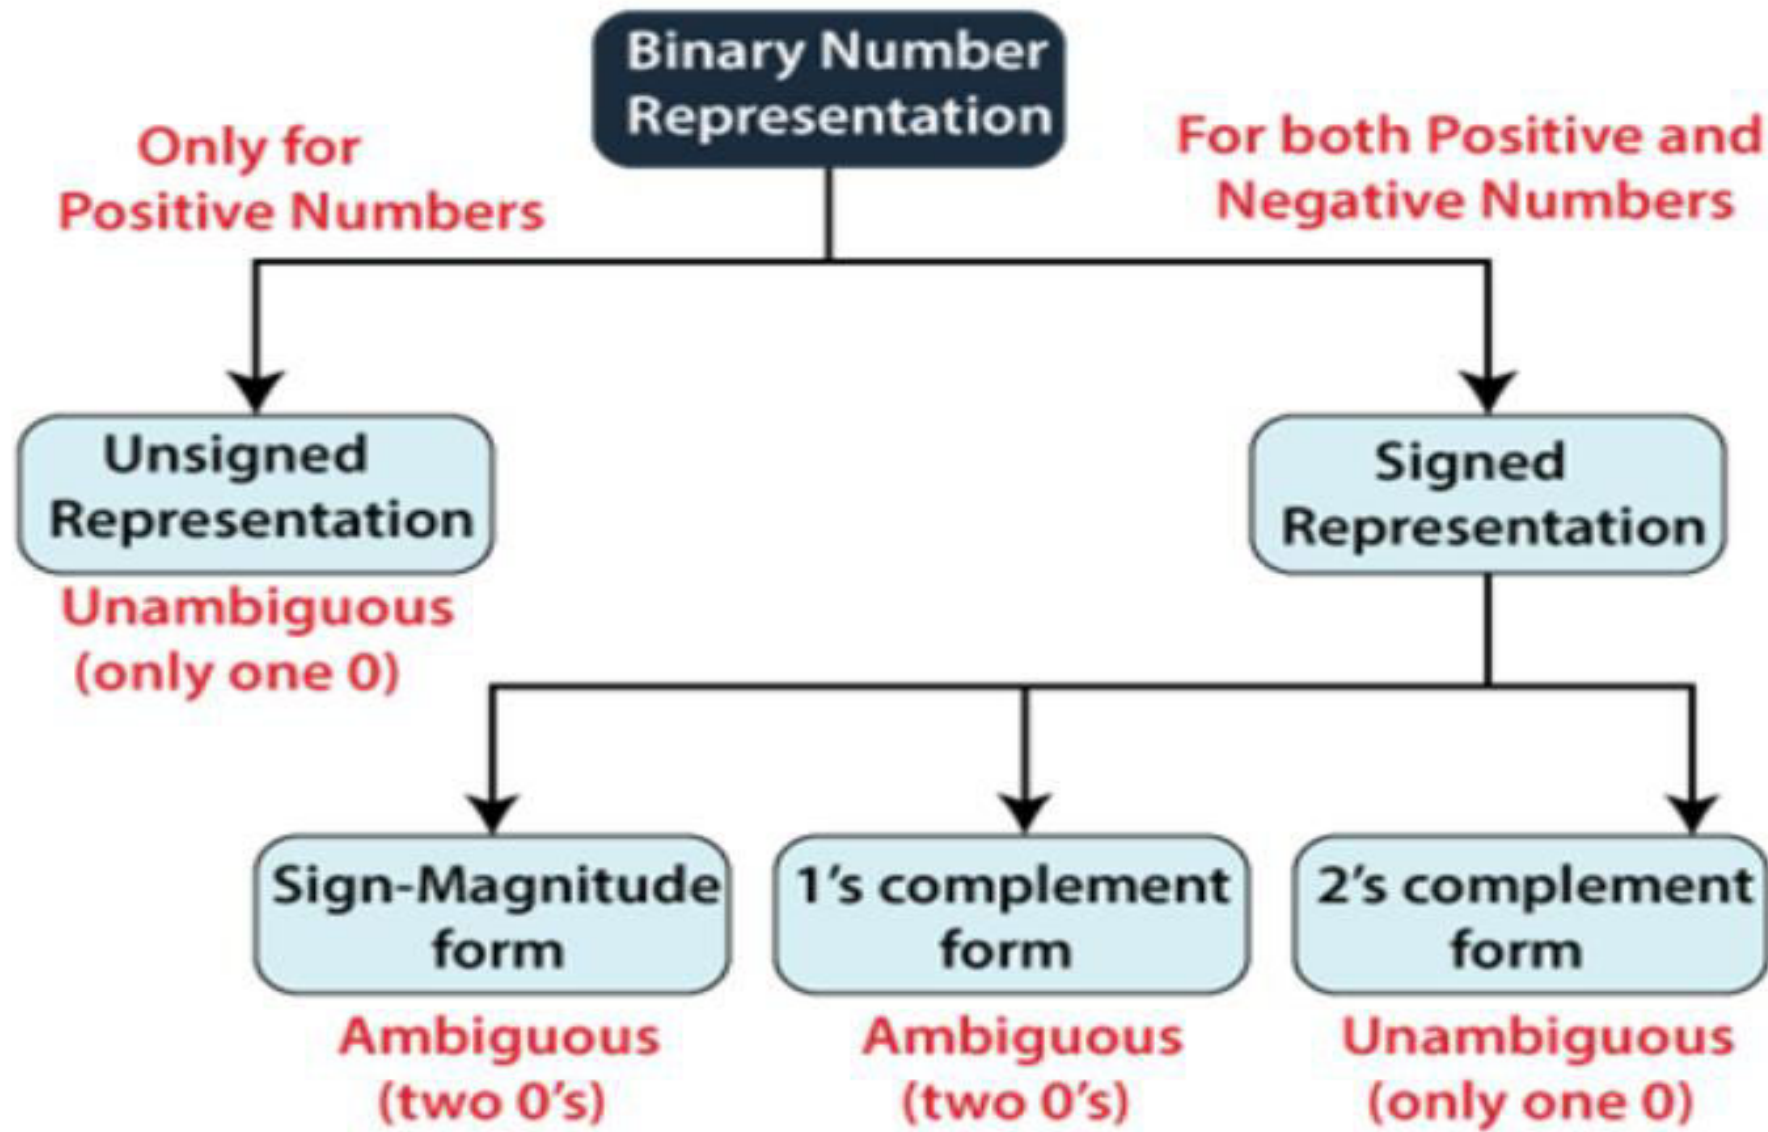 Binary Number
Representation
Only for
Positive Numbers
For both Positive and
Negative Numbers
Unsigned
Representation
Unambiguous
(only one 0)
Signed
Representation
Sign-Magnitude
form
Ambiguous
(two 0’s)
1’s complement
form
Ambiguous
(two 0’s)
2’s complement
form
Unambiguous
(only one 0)